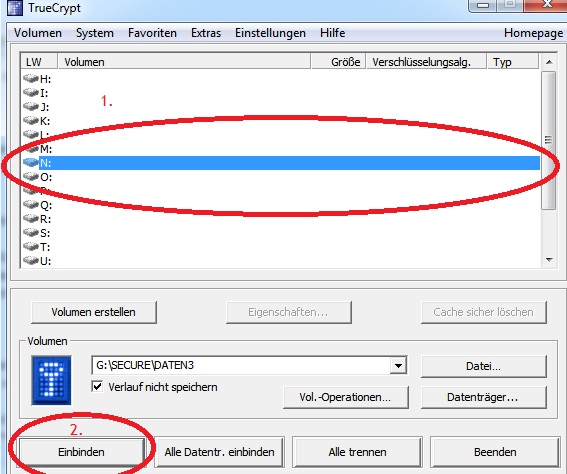 TrueCrypt
Volumen System Favoriten Extras Einstellungen Hilfe Homepage
LW Volumen Größe Verschlüsselungsalg. Typ
H:
I:
1.
J:
K:
L:
M:
N:
O:
P:
Q:
R:
S:
T:
U:
Volumen erstellen Eigenschaften... Cache sicher löschen
Volumen
G:\SECURE\DATEN3 Datei...
Verlauf nicht speichern
Vol.-Operationen... Datenträger...
2.
Einbinden Alle Datentr. einbinden Alle trennen Beenden